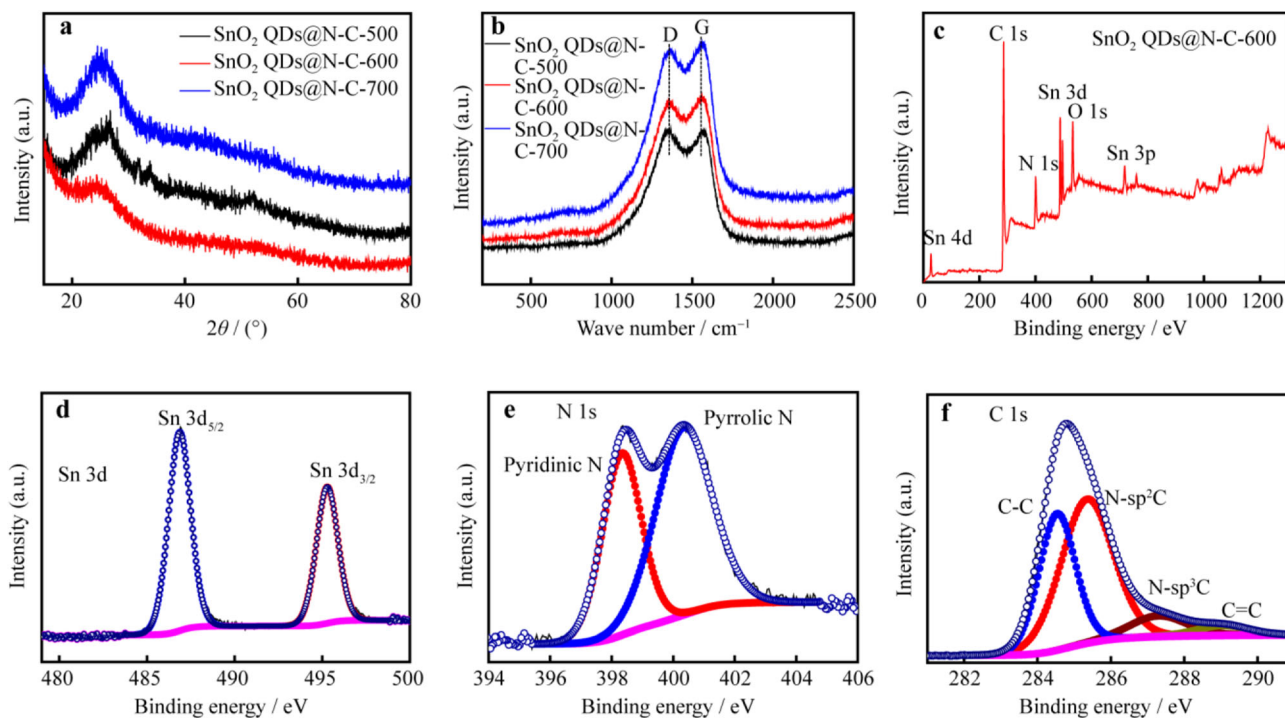 a
SnO₂ QDs@N-C-500
SnO₂ QDs@N-C-600
SnO₂ QDs@N-C-700
Intensity (a.u.)
20 40 60 80
2θ / (°)
b
D G
SnO₂ QDs@N-
C-500
SnO₂ QDs@N-
C-600
SnO₂ QDs@N-
C-700
Intensity (a.u.)
500 1000 1500 2000 2500
Wave number / cm⁻¹
c
C 1s
SnO₂ QDs@N-C-600
Sn 3d
O 1s
N 1s
Sn 3p
Sn 4d
Intensity (a.u.)
0 200 400 600 800 1000 1200
Binding energy / eV
d
Sn 3d₅/₂
Sn 3d
Sn 3d₃/₂
Intensity (a.u.)
480 485 490 495 500
Binding energy / eV
e
N 1s
Pyrrolic N
Pyridinic N
Intensity (a.u.)
394 396 398 400 402 404 406
Binding energy / eV
f
C 1s
C-C
N-sp²C
N-sp³C
C=C
Intensity (a.u.)
282 284 286 288 290
Binding energy / eV